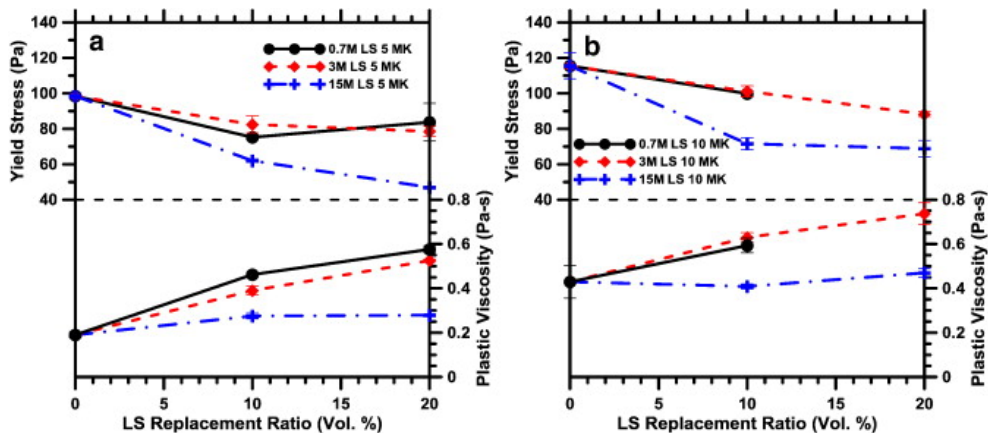 a
0.7M LS 5 MK
3M LS 5 MK
15M LS 5 MK
Yield Stress (Pa)
140
120
100
80
60
40
Plastic Viscosity (Pa-s)
0.8
0.6
0.4
0.2
0
0 5 10 15 20
LS Replacement Ratio (Vol. %)
b
0.7M LS 10 MK
3M LS 10 MK
15M LS 10 MK
Yield Stress (Pa)
140
120
100
80
60
40
Plastic Viscosity (Pa-s)
0.8
0.6
0.4
0.2
0
0 5 10 15 20
LS Replacement Ratio (Vol. %)